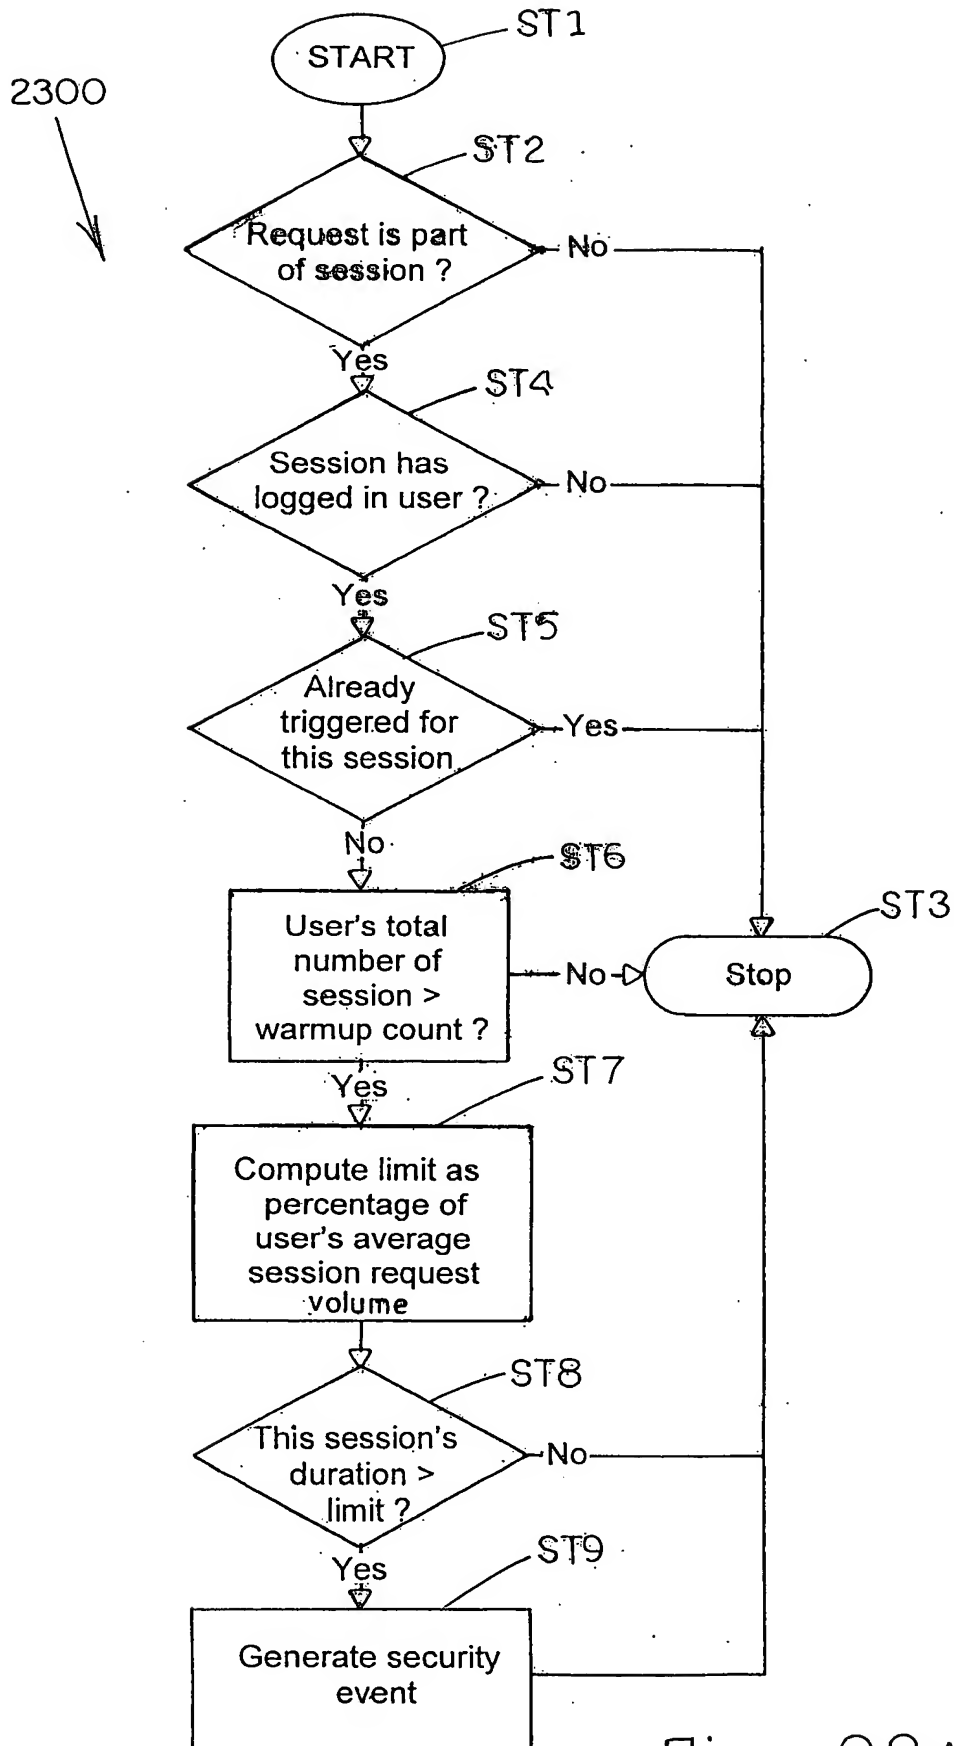 ST1
START
2300
ST2
Request is part
of session ?
No
Yes
ST4
Session has
logged in user ?
No
Yes
ST5
Already
triggered for
this session
Yes
No
ST6
User's total
number of
session >
warmup count ?
No
ST3
Stop
Yes
ST7
Compute limit as
percentage of
user's average
session request
volume
ST8
This session's
duration >
limit ?
No
Yes
ST9
Generate security
event